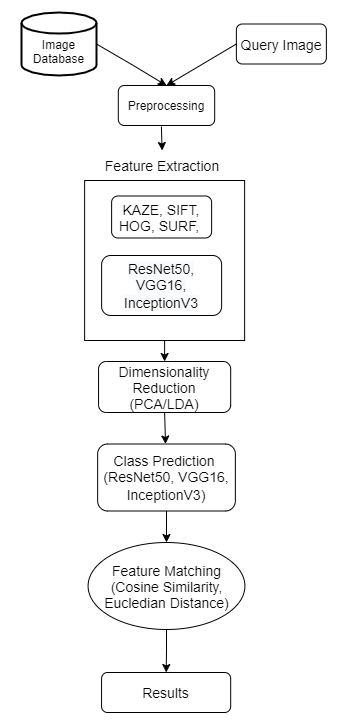 Image
Database
Query Image
Preprocessing
Feature Extraction
KAZE, SIFT,
HOG, SURF,
ResNet50,
VGG16,
InceptionV3
Dimensionality
Reduction
(PCA/LDA)
Class Prediction
(ResNet50, VGG16,
InceptionV3)
Feature Matching
(Cosine Similarity,
Eucledian Distance)
Results